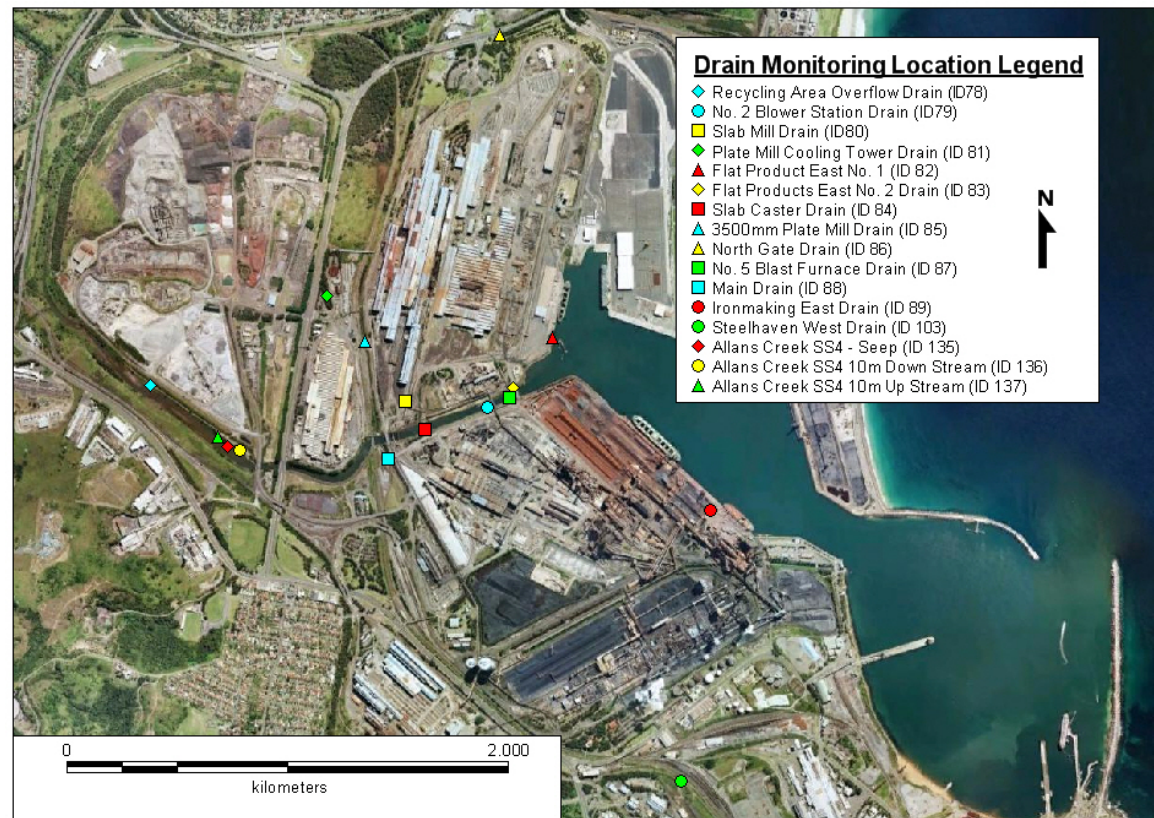 Drain Monitoring Location Legend
Recycling Area Overflow Drain (ID78)
No. 2 Blower Station Drain (ID79)
Slab Mill Drain (ID80)
Plate Mill Cooling Tower Drain (ID 81)
Flat Product East No. 1 (ID 82)
Flat Products East No. 2 Drain (ID 83)
Slab Caster Drain (ID 84)
3500mm Plate Mill Drain (ID 85)
North Gate Drain (ID 86)
No. 5 Blast Furnace Drain (ID 87)
Main Drain (ID 88)
Ironmaking East Drain (ID 89)
Steelhaven West Drain (ID 103)
Allans Creek SS4 - Seep (ID 135)
Allans Creek SS4 10m Down Stream (ID 136)
Allans Creek SS4 10m Up Stream (ID 137)
N
0 2.000
kilometers